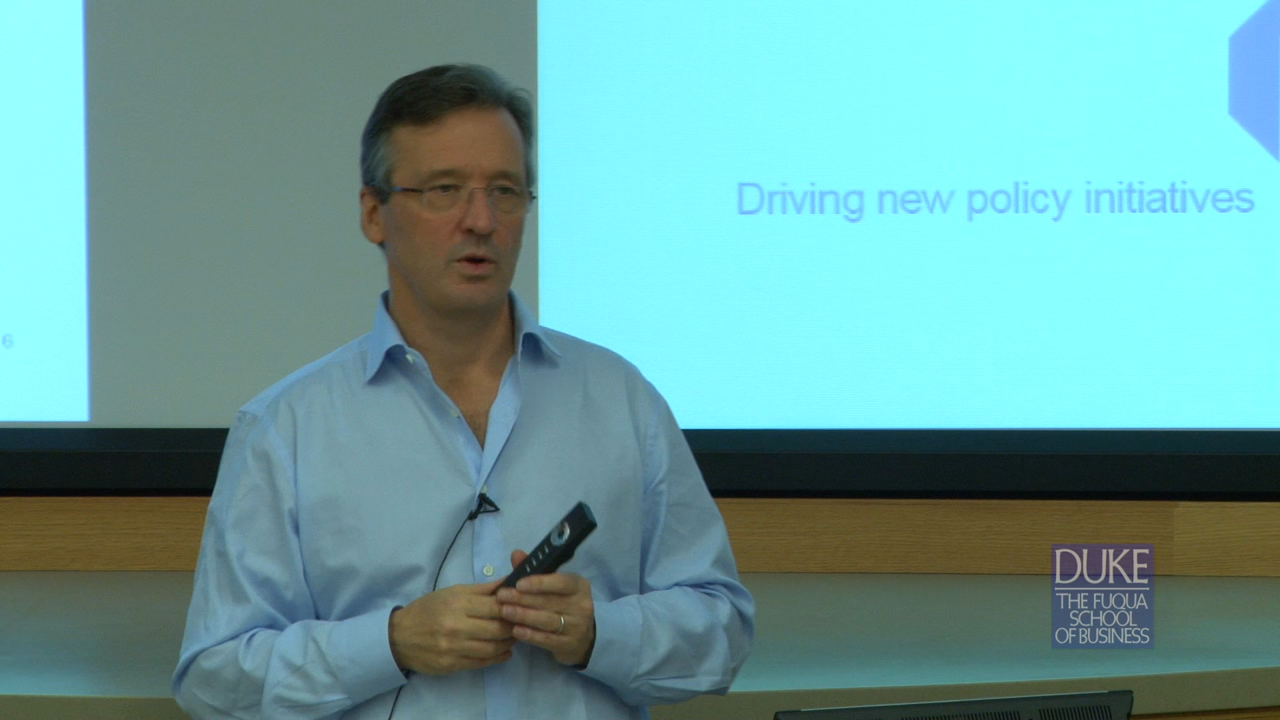 6
Driving new policy initiatives
DUKE
THE FUQUA
SCHOOL
OF BUSINESS